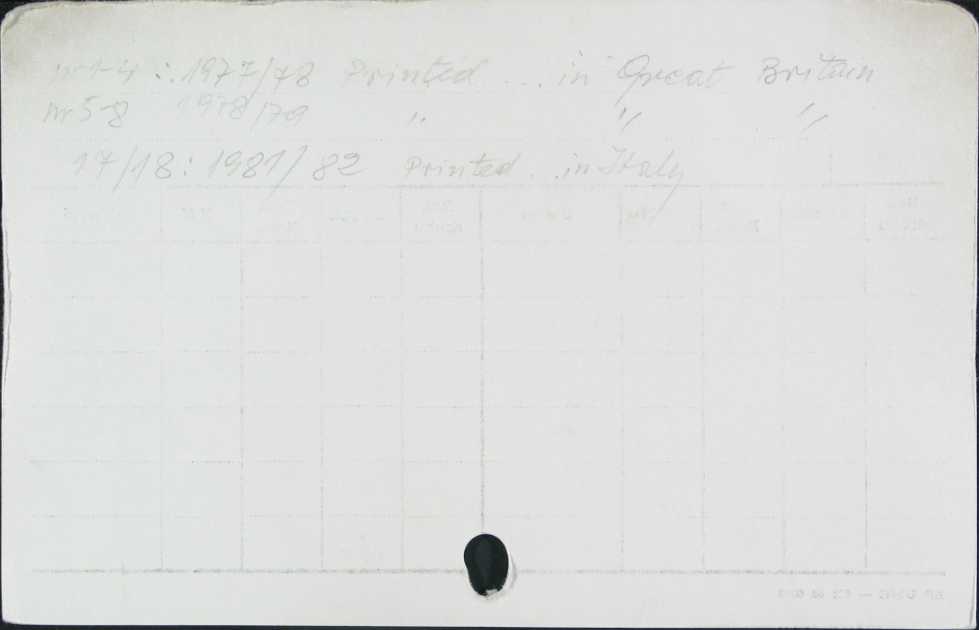 nr 1-4 : 1977/78 Printed .. in Great Britain
nr 5-8 1978/79 " " "
17/18 : 1981/82 Printed .. in Italy